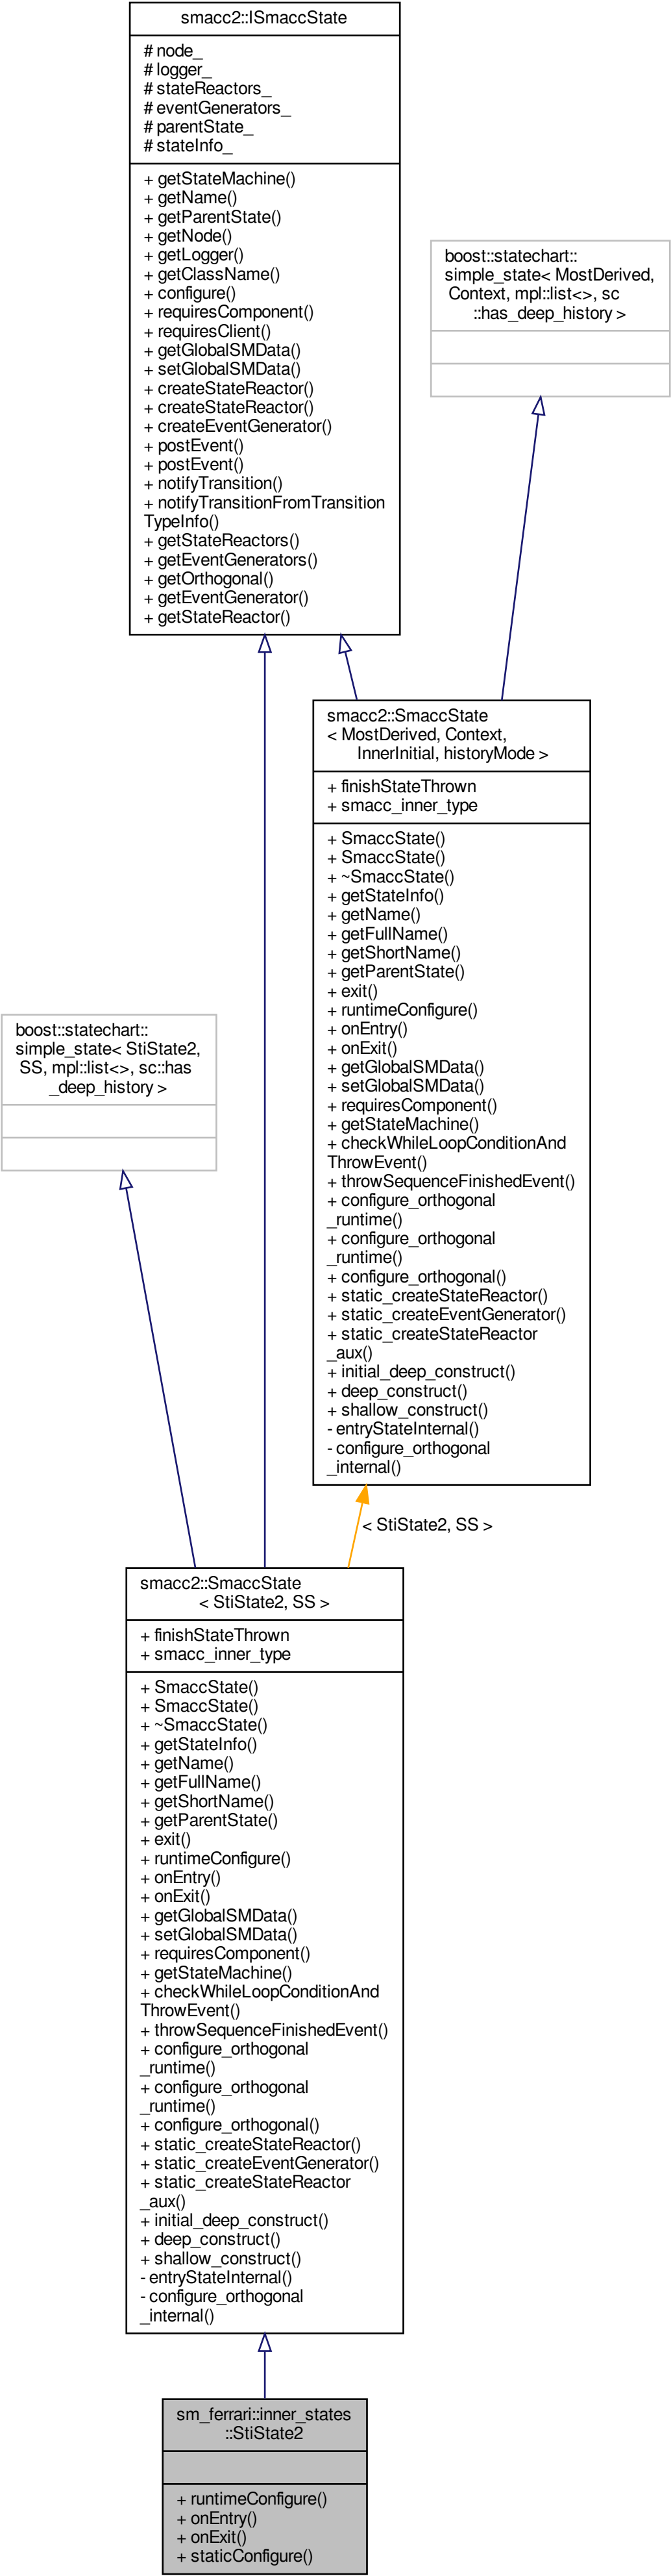 smacc2::ISmaccState
# node_
# logger_
# stateReactors_
# eventGenerators_
# parentState_
# stateInfo_
+ getStateMachine()
+ getName()
+ getParentState()
+ getNode()
+ getLogger()
+ getClassName()
+ configure()
+ requiresComponent()
+ requiresClient()
+ getGlobalSMData()
+ setGlobalSMData()
+ createStateReactor()
+ createStateReactor()
+ createEventGenerator()
+ postEvent()
+ postEvent()
+ notifyTransition()
+ notifyTransitionFromTransition
TypeInfo()
+ getStateReactors()
+ getEventGenerators()
+ getOrthogonal()
+ getEventGenerator()
+ getStateReactor()
boost::statechart::
simple_state< MostDerived,
Context, mpl::list<>, sc
::has_deep_history >
smacc2::SmaccState
< MostDerived, Context,
InnerInitial, historyMode >
+ finishStateThrown
+ smacc_inner_type
+ SmaccState()
+ SmaccState()
+ ~SmaccState()
+ getStateInfo()
+ getName()
+ getFullName()
+ getShortName()
+ getParentState()
+ exit()
+ runtimeConfigure()
+ onEntry()
+ onExit()
+ getGlobalSMData()
+ setGlobalSMData()
+ requiresComponent()
+ getStateMachine()
+ checkWhileLoopConditionAnd
ThrowEvent()
+ throwSequenceFinishedEvent()
+ configure_orthogonal
_runtime()
+ configure_orthogonal
_runtime()
+ configure_orthogonal()
+ static_createStateReactor()
+ static_createEventGenerator()
+ static_createStateReactor
_aux()
+ initial_deep_construct()
+ deep_construct()
+ shallow_construct()
- entryStateInternal()
- configure_orthogonal
_internal()
boost::statechart::
simple_state< StiState2,
SS, mpl::list<>, sc::has
_deep_history >
< StiState2, SS >
smacc2::SmaccState
< StiState2, SS >
+ finishStateThrown
+ smacc_inner_type
+ SmaccState()
+ SmaccState()
+ ~SmaccState()
+ getStateInfo()
+ getName()
+ getFullName()
+ getShortName()
+ getParentState()
+ exit()
+ runtimeConfigure()
+ onEntry()
+ onExit()
+ getGlobalSMData()
+ setGlobalSMData()
+ requiresComponent()
+ getStateMachine()
+ checkWhileLoopConditionAnd
ThrowEvent()
+ throwSequenceFinishedEvent()
+ configure_orthogonal
_runtime()
+ configure_orthogonal
_runtime()
+ configure_orthogonal()
+ static_createStateReactor()
+ static_createEventGenerator()
+ static_createStateReactor
_aux()
+ initial_deep_construct()
+ deep_construct()
+ shallow_construct()
- entryStateInternal()
- configure_orthogonal
_internal()
sm_ferrari::inner_states
::StiState2
+ runtimeConfigure()
+ onEntry()
+ onExit()
+ staticConfigure()